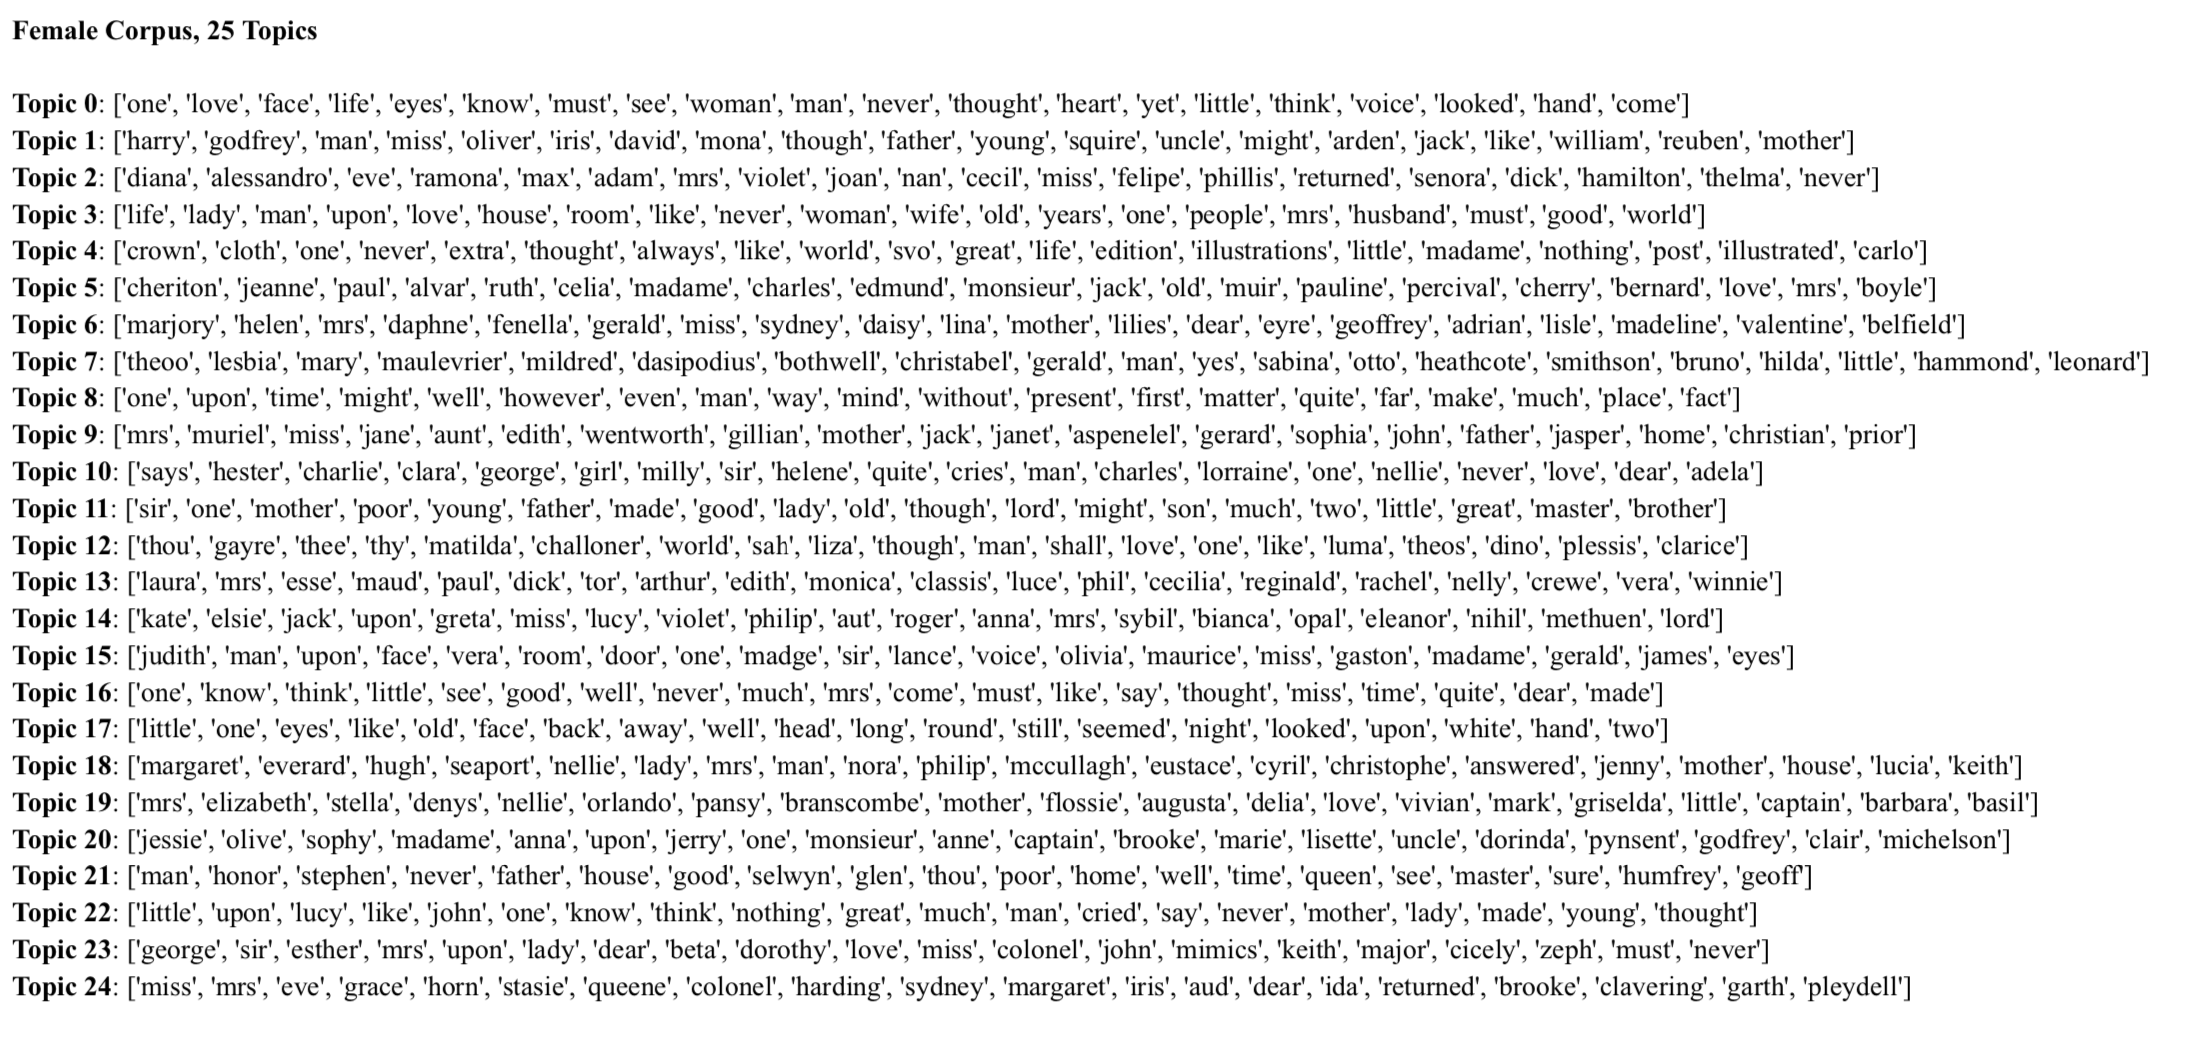 Female Corpus, 25 Topics
Topic 0: ['one', 'love', 'face', 'life', 'eyes', 'know', 'must', 'see', 'woman', 'man', 'never', 'thought', 'heart', 'yet', 'little', 'think', 'voice', 'looked', 'hand', 'come']
Topic 1: ['harry', 'godfrey', 'man', 'miss', 'oliver', 'iris', 'david', 'mona', 'though', 'father', 'young', 'squire', 'uncle', 'might', 'arden', 'jack', 'like', 'william', 'reuben', 'mother']
Topic 2: ['diana', 'alessandro', 'eve', 'ramona', 'max', 'adam', 'mrs', 'violet', 'joan', 'nan', 'cecil', 'miss', 'felipe', 'phillis', 'returned', 'senora', 'dick', 'hamilton', 'thelma', 'never']
Topic 3: ['life', 'lady', 'man', 'upon', 'love', 'house', 'room', 'like', 'never', 'woman', 'wife', 'old', 'years', 'one', 'people', 'mrs', 'husband', 'must', 'good', 'world']
Topic 4: ['crown', 'cloth', 'one', 'never', 'extra', 'thought', 'always', 'like', 'world', 'svo', 'great', 'life', 'edition', 'illustrations', 'little', 'madame', 'nothing', 'post', 'illustrated', 'carlo']
Topic 5: ['cheriton', 'jeanne', 'paul', 'alvar', 'ruth', 'celia', 'madame', 'charles', 'edmund', 'monsieur', 'jack', 'old', 'muir', 'pauline', 'percival', 'cherry', 'bernard', 'love', 'mrs', 'boyle']
Topic 6: ['marjory', 'helen', 'mrs', 'daphne', 'fenella', 'gerald', 'miss', 'sydney', 'daisy', 'lina', 'mother', 'lilies', 'dear', 'eyre', 'geoffrey', 'adrian', 'lisle', 'madeline', 'valentine', 'belfield']
Topic 7: ['theoo', 'lesbia', 'mary', 'maulevrier', 'mildred', 'dasipodius', 'bothwell', 'christabel', 'gerald', 'man', 'yes', 'sabina', 'otto', 'heathcote', 'smithson', 'bruno', 'hilda', 'little', 'hammond', 'leonard']
Topic 8: ['one', 'upon', 'time', 'might', 'well', 'however', 'even', 'man', 'way', 'mind', 'without', 'present', 'first', 'matter', 'quite', 'far', 'make', 'much', 'place', 'fact']
Topic 9: ['mrs', 'muriel', 'miss', 'jane', 'aunt', 'edith', 'wentworth', 'gillian', 'mother', 'jack', 'janet', 'aspenelel', 'gerard', 'sophia', 'john', 'father', 'jasper', 'home', 'christian', 'prior']
Topic 10: ['says', 'hester', 'charlie', 'clara', 'george', 'girl', 'milly', 'sir', 'helene', 'quite', 'cries', 'man', 'charles', 'lorraine', 'one', 'nellie', 'never', 'love', 'dear', 'adela']
Topic 11: ['sir', 'one', 'mother', 'poor', 'young', 'father', 'made', 'good', 'lady', 'old', 'though', 'lord', 'might', 'son', 'much', 'two', 'little', 'great', 'master', 'brother']
Topic 12: ['thou', 'gayre', 'thee', 'thy', 'matilda', 'challoner', 'world', 'sah', 'liza', 'though', 'man', 'shall', 'love', 'one', 'like', 'luma', 'theos', 'dino', 'plessis', 'clarice']
Topic 13: ['laura', 'mrs', 'esse', 'maud', 'paul', 'dick', 'tor', 'arthur', 'edith', 'monica', 'classis', 'luce', 'phil', 'cecilia', 'reginald', 'rachel', 'nelly', 'crewe', 'vera', 'winnie']
Topic 14: ['kate', 'elsie', 'jack', 'upon', 'greta', 'miss', 'lucy', 'violet', 'philip', 'aut', 'roger', 'anna', 'mrs', 'sybil', 'bianca', 'opal', 'eleanor', 'nihil', 'methuen', 'lord']
Topic 15: ['judith', 'man', 'upon', 'face', 'vera', 'room', 'door', 'one', 'madge', 'sir', 'lance', 'voice', 'olivia', 'maurice', 'miss', 'gaston', 'madame', 'gerald', 'james', 'eyes']
Topic 16: ['one', 'know', 'think', 'little', 'see', 'good', 'well', 'never', 'much', 'mrs', 'come', 'must', 'like', 'say', 'thought', 'miss', 'time', 'quite', 'dear', 'made']
Topic 17: ['little', 'one', 'eyes', 'like', 'old', 'face', 'back', 'away', 'well', 'head', 'long', 'round', 'still', 'seemed', 'night', 'looked', 'upon', 'white', 'hand', 'two']
Topic 18: ['margaret', 'everard', 'hugh', 'seaport', 'nellie', 'lady', 'mrs', 'man', 'nora', 'philip', 'mccullagh', 'eustace', 'cyril', 'christophe', 'answered', 'jenny', 'mother', 'house', 'lucia', 'keith']
Topic 19: ['mrs', 'elizabeth', 'stella', 'denys', 'nellie', 'orlando', 'pansy', 'branscombe', 'mother', 'flossie', 'augusta', 'delia', 'love', 'vivian', 'mark', 'griselda', 'little', 'captain', 'barbara', 'basil']
Topic 20: ['jessie', 'olive', 'sophy', 'madame', 'anna', 'upon', 'jerry', 'one', 'monsieur', 'anne', 'captain', 'brooke', 'marie', 'lisette', 'uncle', 'dorinda', 'pynsent', 'godfrey', 'clair', 'michelson']
Topic 21: ['man', 'honor', 'stephen', 'never', 'father', 'house', 'good', 'selwyn', 'glen', 'thou', 'poor', 'home', 'well', 'time', 'queen', 'see', 'master', 'sure', 'humfrey', 'geoff']
Topic 22: ['little', 'upon', 'lucy', 'like', 'john', 'one', 'know', 'think', 'nothing', 'great', 'much', 'man', 'cried', 'say', 'never', 'mother', 'lady', 'made', 'young', 'thought']
Topic 23: ['george', 'sir', 'esther', 'mrs', 'upon', 'lady', 'dear', 'beta', 'dorothy', 'love', 'miss', 'colonel', 'john', 'mimics', 'keith', 'major', 'cicely', 'zeph', 'must', 'never']
Topic 24: ['miss', 'mrs', 'eve', 'grace', 'horn', 'stasie', 'queene', 'colonel', 'harding', 'sydney', 'margaret', 'iris', 'aud', 'dear', 'ida', 'returned', 'brooke', 'clavering', 'garth', 'pleydell']